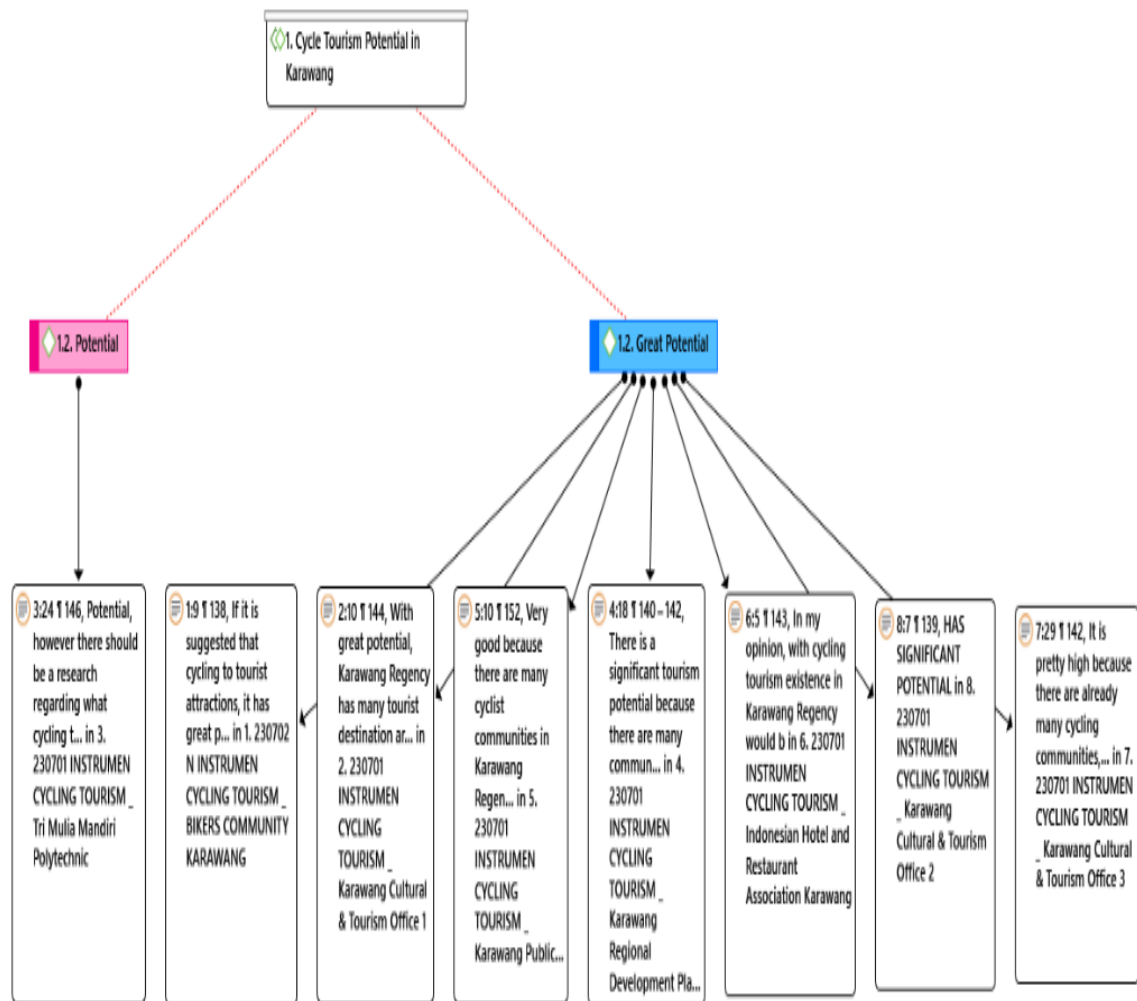 1. Cycle Tourism Potential in
Karawang
1.2. Potential
1.2. Great Potential
3:24 ¶ 146, Potential,
however there should
be a research
regarding what
cycling t... in 3.
230701 INSTRUMEN
CYCLING TOURISM _
Tri Mulia Mandiri
Polytechnic
1:9 ¶ 138, If it is
suggested that
cycling to tourist
attractions, it has
great p... in 1. 230702
N INSTRUMEN
CYCLING TOURISM _
BIKERS COMMUNITY
KARAWANG
2:10 ¶ 144, With
great potential,
Karawang Regency
has many tourist
destination ar... in
2. 230701
INSTRUMEN
CYCLING
TOURISM _
Karawang Cultural
& Tourism Office 1
5:10 ¶ 152, Very
good because
there are many
cyclist
communities in
Karawang
Regen... in 5.
230701
INSTRUMEN
CYCLING
TOURISM _
Karawang Public...
4:18 ¶ 140 – 142,
There is a
significant tourism
potential because
there are many
commun... in 4.
230701
INSTRUMEN
CYCLING
TOURISM _
Karawang
Regional
Development Pla...
6:5 ¶ 143, In my
opinion, with cycling
tourism existence in
Karawang Regency
would b in 6. 230701
INSTRUMEN
CYCLING TOURISM _
Indonesian Hotel and
Restaurant
Association Karawang
8:7 ¶ 139, HAS
SIGNIFICANT
POTENTIAL in 8.
230701
INSTRUMEN
CYCLING TOURISM
_ Karawang
Cultural & Tourism
Office 2
7:29 ¶ 142, It is
pretty high because
there are already
many cycling
communities,... in 7.
230701 INSTRUMEN
CYCLING TOURISM
_ Karawang Cultural
& Tourism Office 3